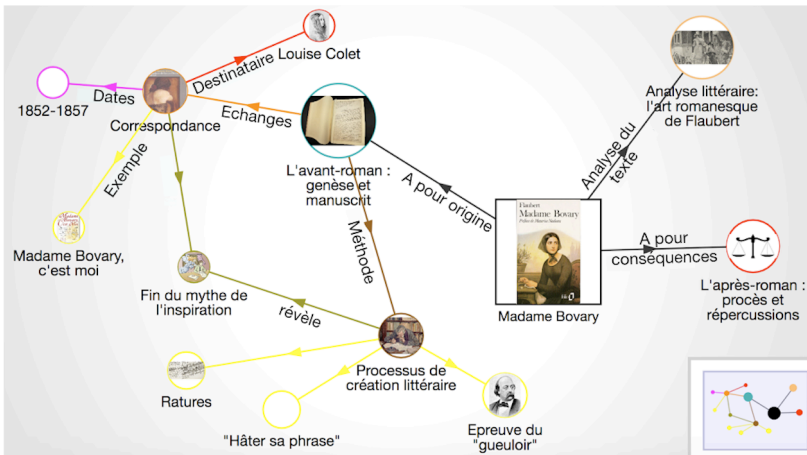 Destinataire
Louise Colet
Dates
1852-1857
Correspondance
Echanges
Exemple
L'avant-roman :
genèse et
manuscrit
A pour origine
Analyse du
texte
Analyse littéraire:
l'art romanesque
de Flaubert
Madame Bovary,
c'est moi
Fin du mythe de
l'inspiration
révèle
Méthode
Flaubert
Madame Bovary
Madame Bovary
A pour
conséquences
L'après-roman :
procès et
répercussions
Processus de
création littéraire
Ratures
"Hâter sa phrase"
Epreuve du
"gueuloir"